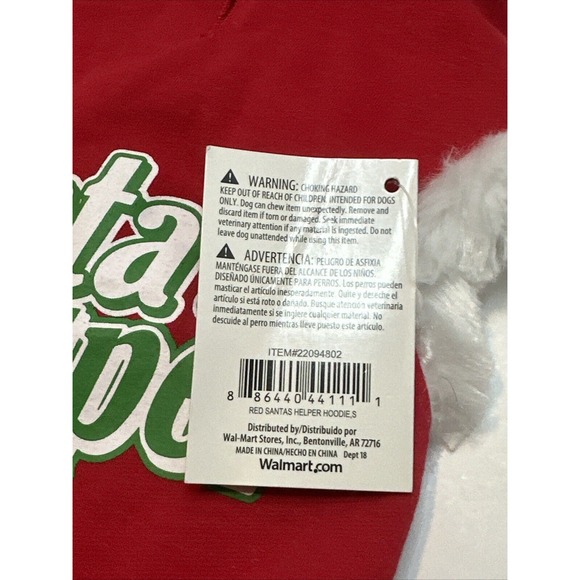 ta
pe
WARNING: CHOKING HAZARD
KEEP OUT OF REACH OF CHILDREN. INTENDED FOR DOGS
ONLY. Dog can chew item unexpectedly. Remove and
discard item if torn or damaged. Seek immediate
veterinary attention if any material is ingested. Do not
leave dog unattended while using this item.
ADVERTENCIA: PELIGRO DE ASFIXIA
MANTÉNGASE FUERA DEL ALCANCE DE LOS NIÑOS.
DISEÑADO ÚNICAMENTE PARA PERROS. Los perros pueden
masticar el artículo inesperadamente. Quite y deseche el
artículo si está roto o dañado. Busque atención veterinaria
immediatamente si se ingiere cualquier material. No
descuide al perro mientras lleve puesto este artículo.
ITEM#22094802
8 86440 44111 1
RED SANTAS HELPER HOODIE,S
Distributed by/Distribuido por
Wal-Mart Stores, Inc., Bentonville, AR 72716
MADE IN CHINA/HECHO EN CHINA Dept 18
Walmart.com